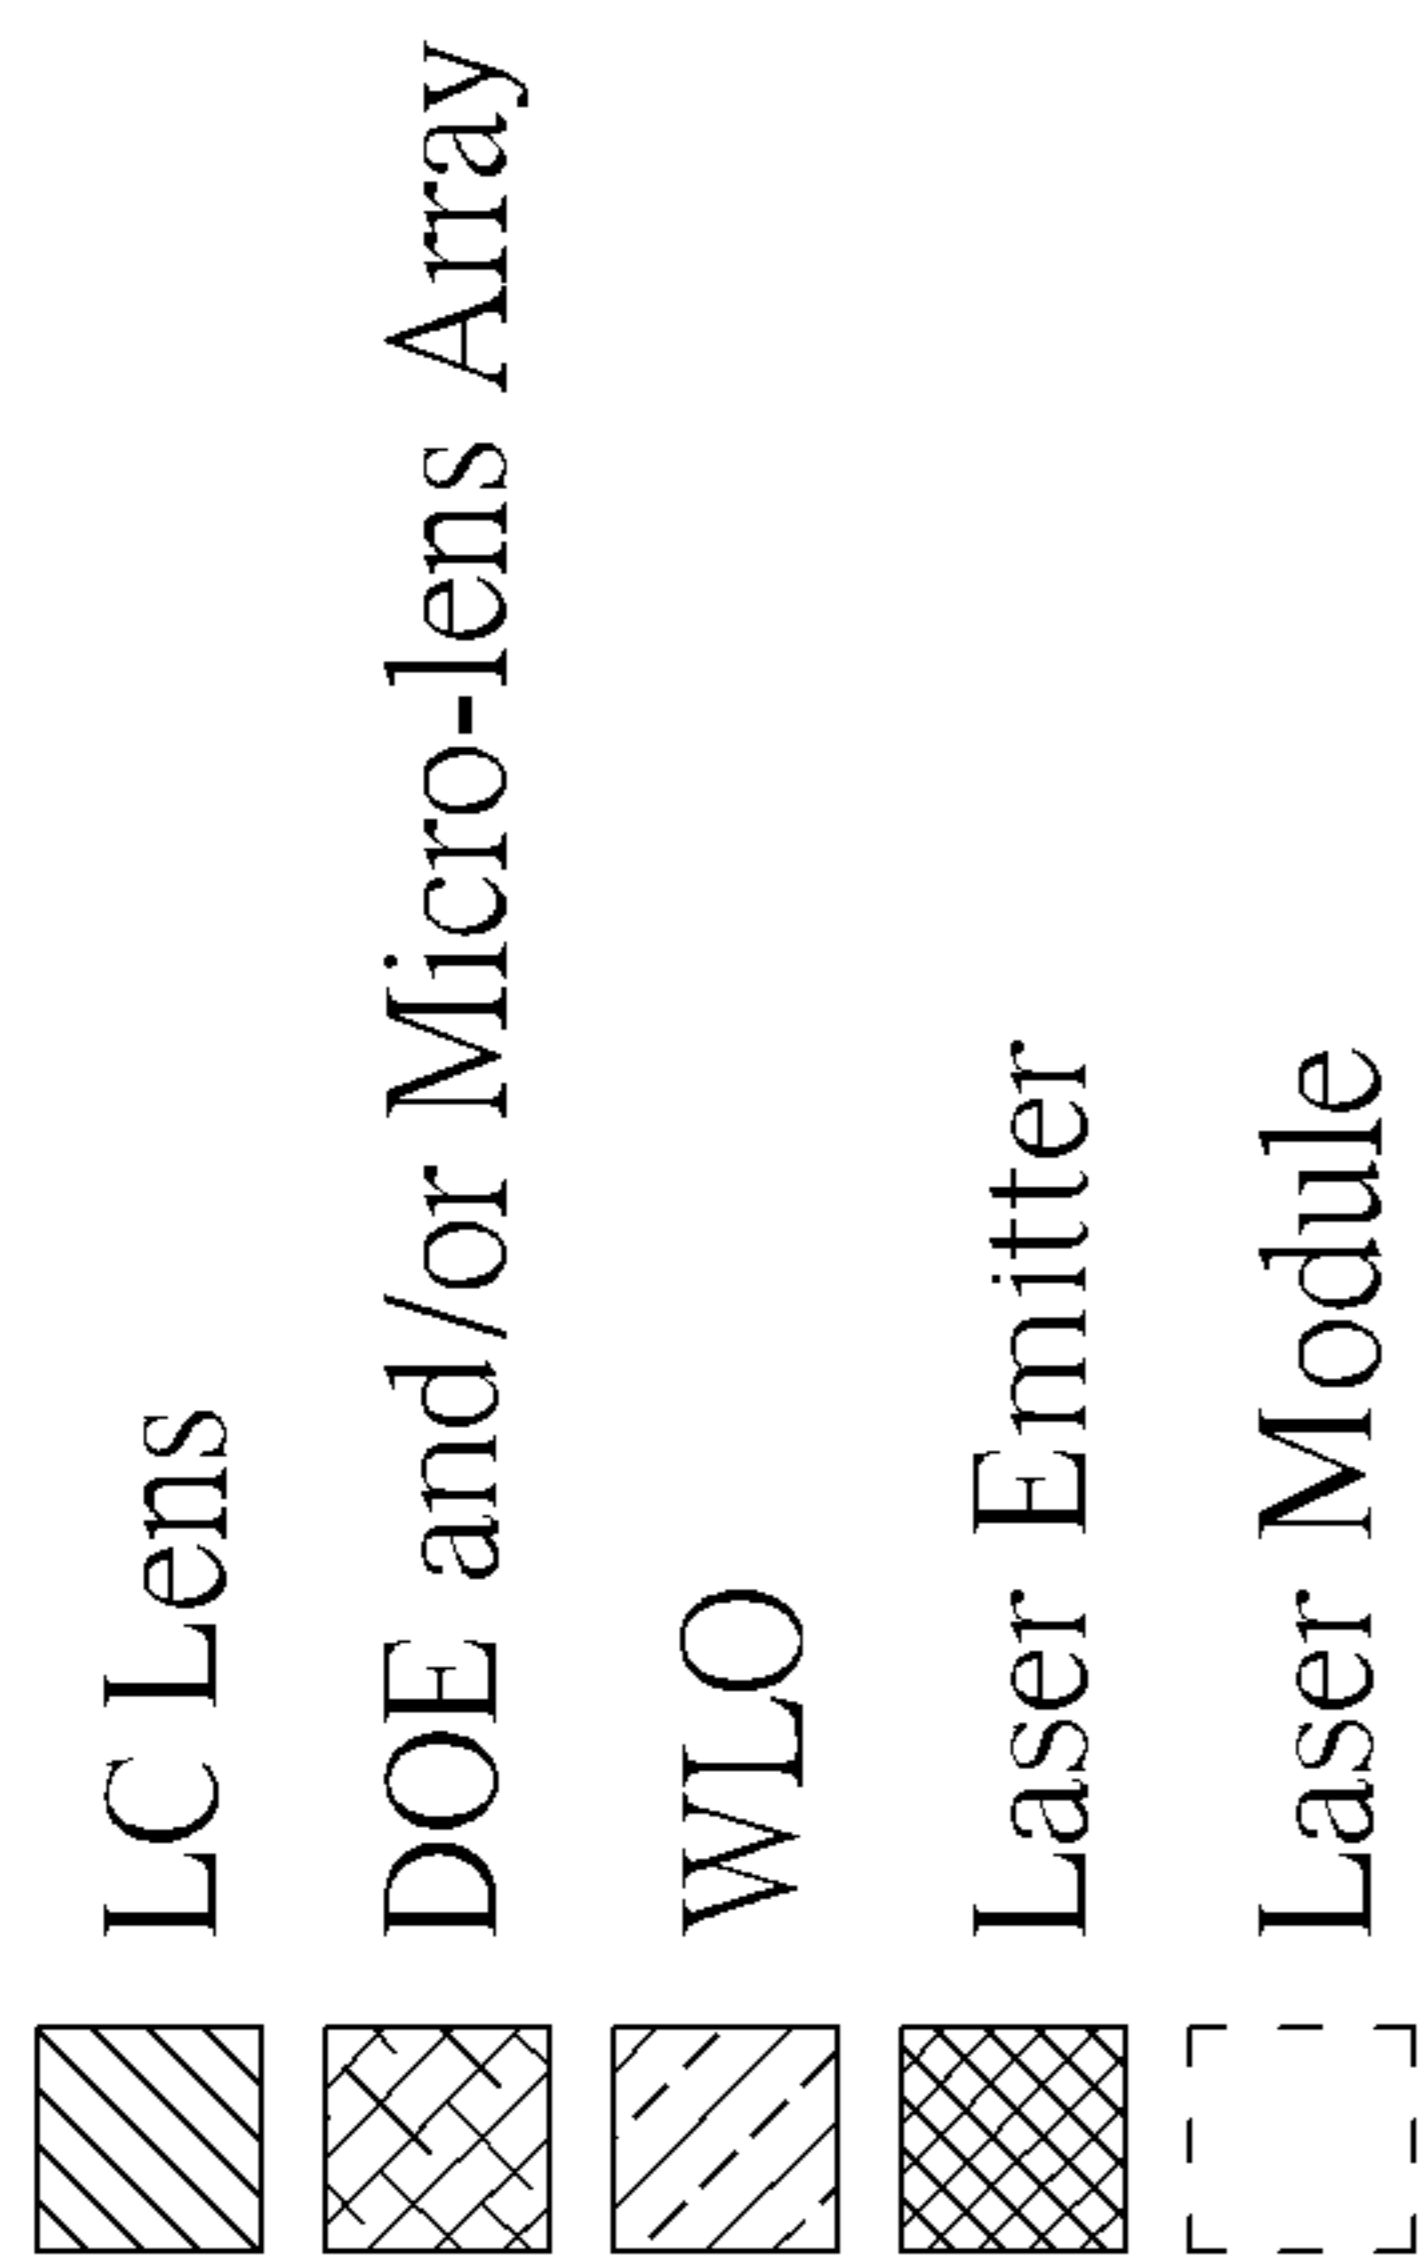 LC Lens
DOE and/or Micro-lens Array
WLO
Laser Emitter
Laser Module